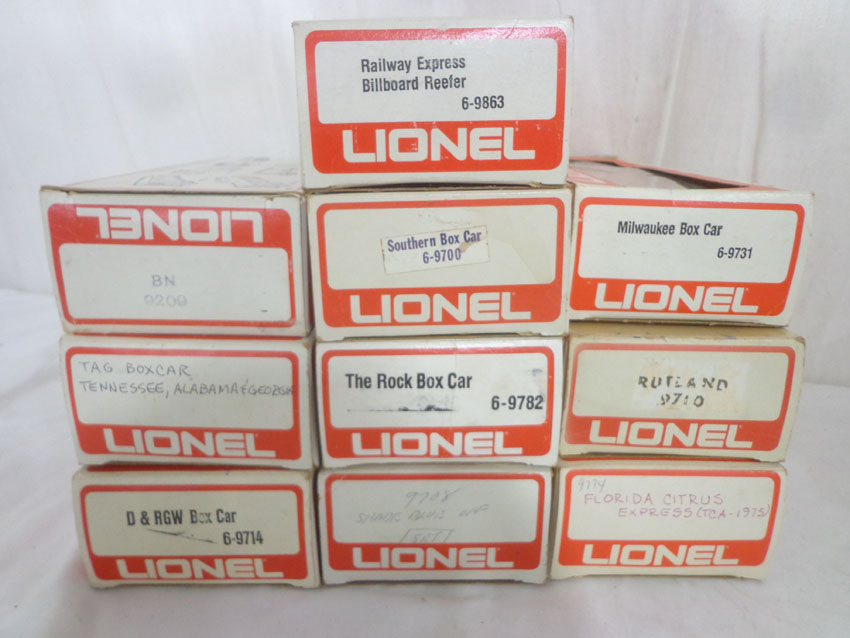 Railway Express
Billboard Reefer
6-9863
LIONEL
LIONEL
BN
9209
Southern Box Car
6-9700
LIONEL
Milwaukee Box Car
6-9731
LIONEL
TAG BOXCAR
TENNESSEE, ALABAMA & GEORGIA
LIONEL
The Rock Box Car
6-9782
LIONEL
RUTLAND
9710
LIONEL
D & RGW Box Car
6-9714
LIONEL
9708
LIONEL
9774
FLORIDA CITRUS
EXPRESS (TCA-1975)
LIONEL